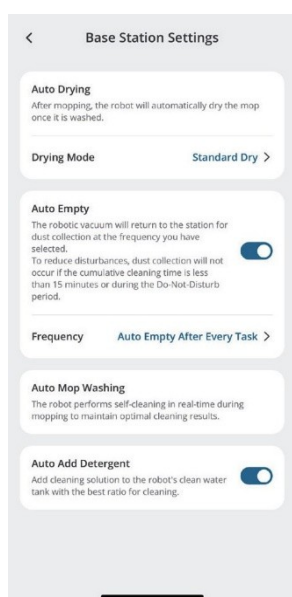 Base Station Settings
Auto Drying
After mopping, the robot will automatically dry the mop
once it is washed.
Drying Mode Standard Dry >
Auto Empty
The robotic vacuum will return to the station for
dust collection at the frequency you have
selected.
To reduce disturbances, dust collection will not
occur if the cumulative cleaning time is less
than 15 minutes or during the Do-Not-Disturb
period.
Frequency Auto Empty After Every Task >
Auto Mop Washing
The robot performs self-cleaning in real-time during
mopping to maintain optimal cleaning results.
Auto Add Detergent
Add cleaning solution to the robot's clean water
tank with the best ratio for cleaning.